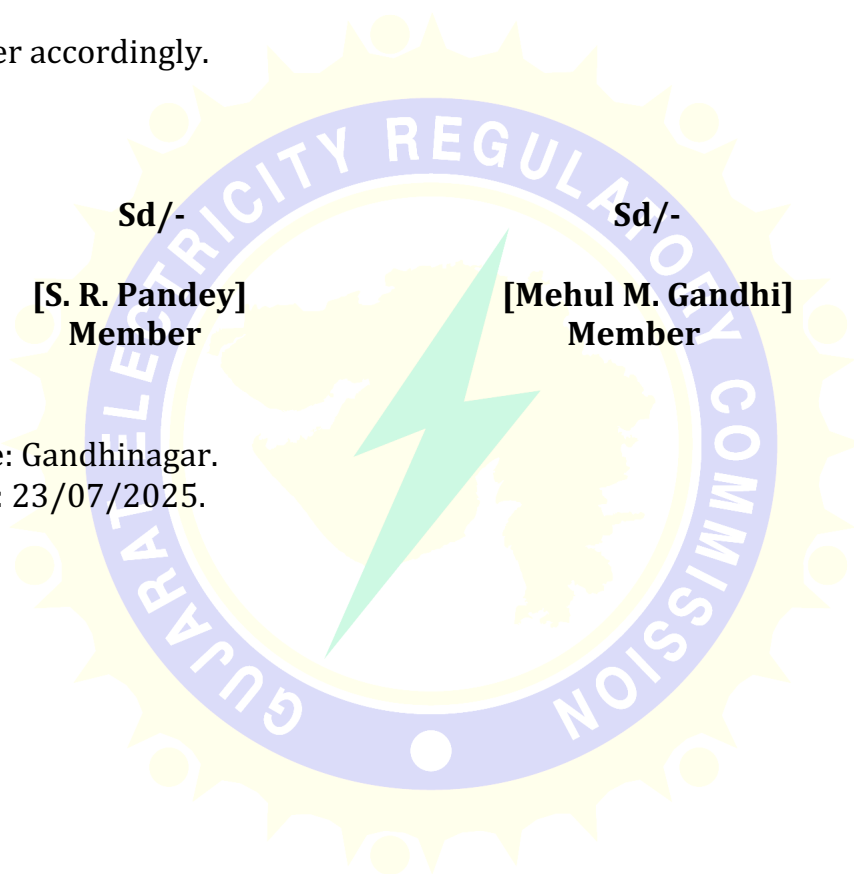 er accordingly.
Sd/- Sd/-
[S. R. Pandey] [Mehul M. Gandhi]
Member Member
e: Gandhinagar.
: 23/07/2025.
GUJARAT ELECTRICITY REGULATORY COMMISSION